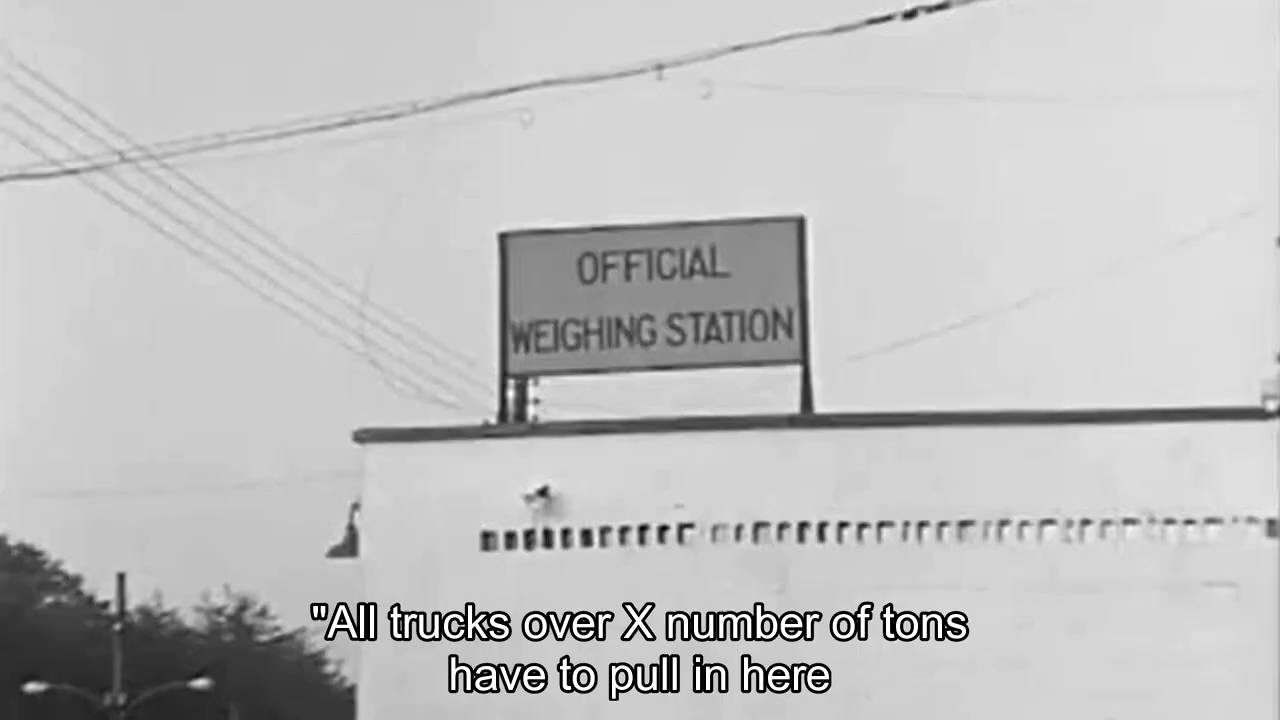 OFFICIAL
WEIGHING STATION
"All trucks over X number of tons
have to pull in here